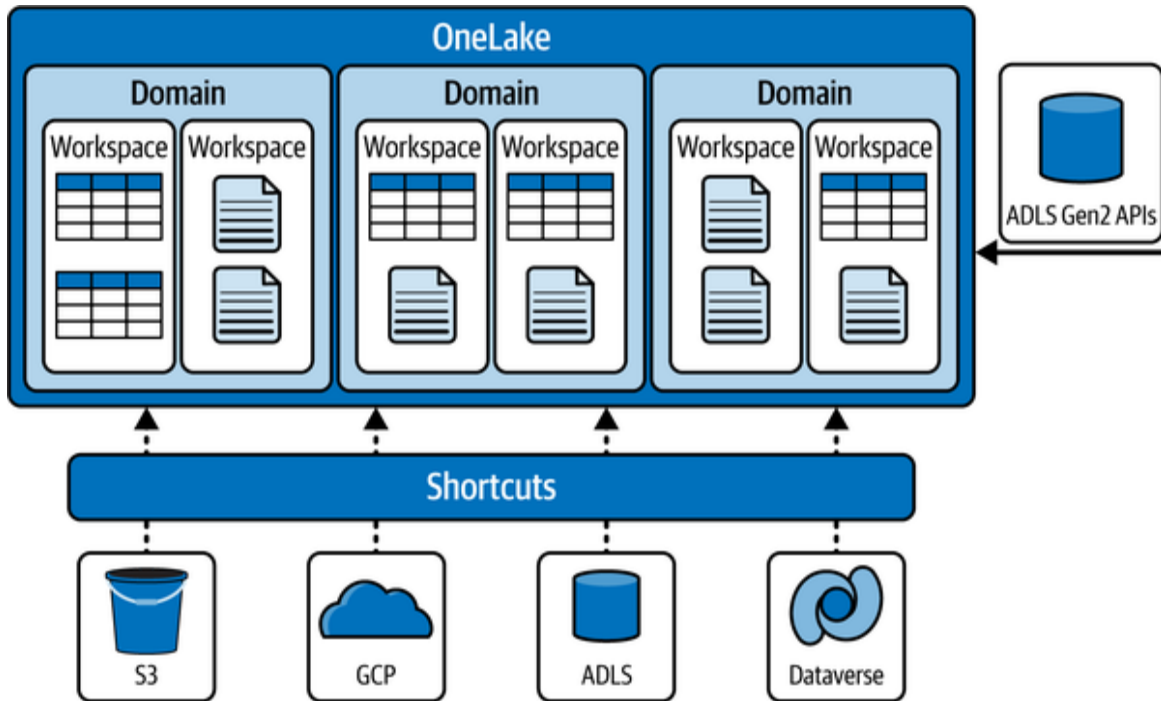 OneLake
Domain
Domain
Domain
Workspace
Workspace
Workspace
Workspace
Workspace
Workspace
ADLS Gen2 APIs
Shortcuts
S3
GCP
ADLS
Dataverse